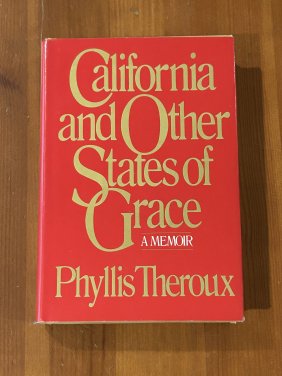 California
and Other
States of
Grace
A MEMOIR
Phyllis Theroux